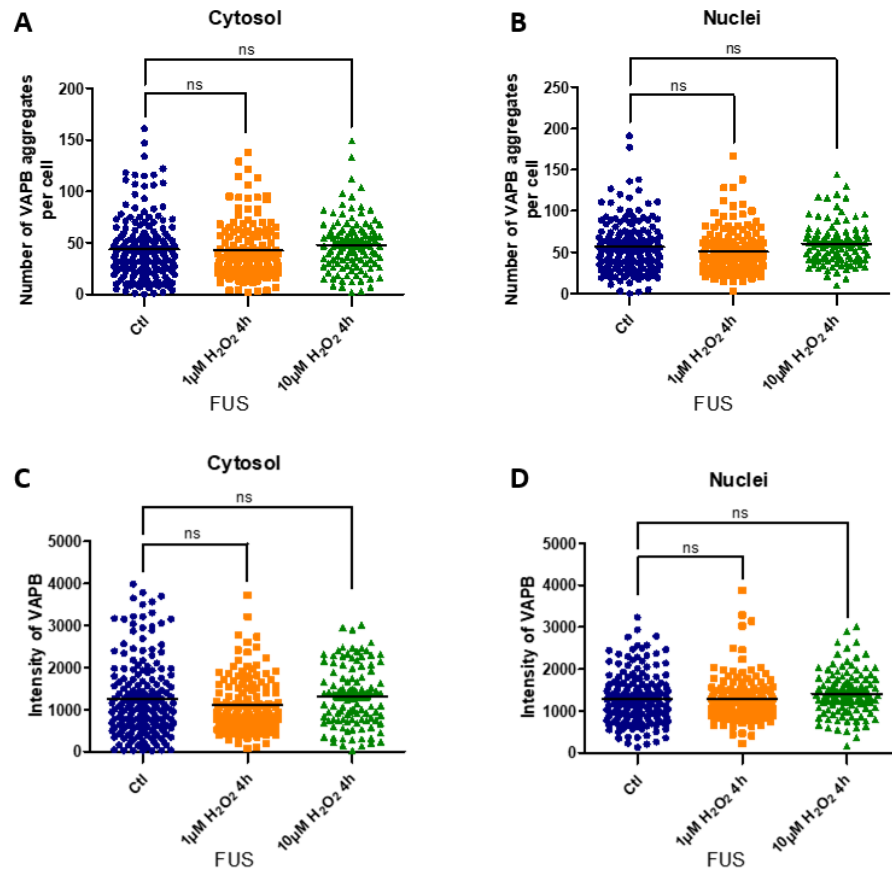 A
Cytosol
ns
ns
Number of VAPB aggregates
per cell
200
150
100
50
0
Ctl
1µM H₂O₂ 4h
10µM H₂O₂ 4h
FUS
B
Nuclei
ns
ns
Number of VAPB aggregates
per cell
250
200
150
100
50
0
Ctl
1µM H₂O₂ 4h
10µM H₂O₂ 4h
FUS
C
Cytosol
ns
ns
Intensity of VAPB
5000
4000
3000
2000
1000
0
Ctl
1µM H₂O₂ 4h
10µM H₂O₂ 4h
FUS
D
Nuclei
ns
ns
Intensity of VAPB
5000
4000
3000
2000
1000
0
Ctl
1µM H₂O₂ 4h
10µM H₂O₂ 4h
FUS